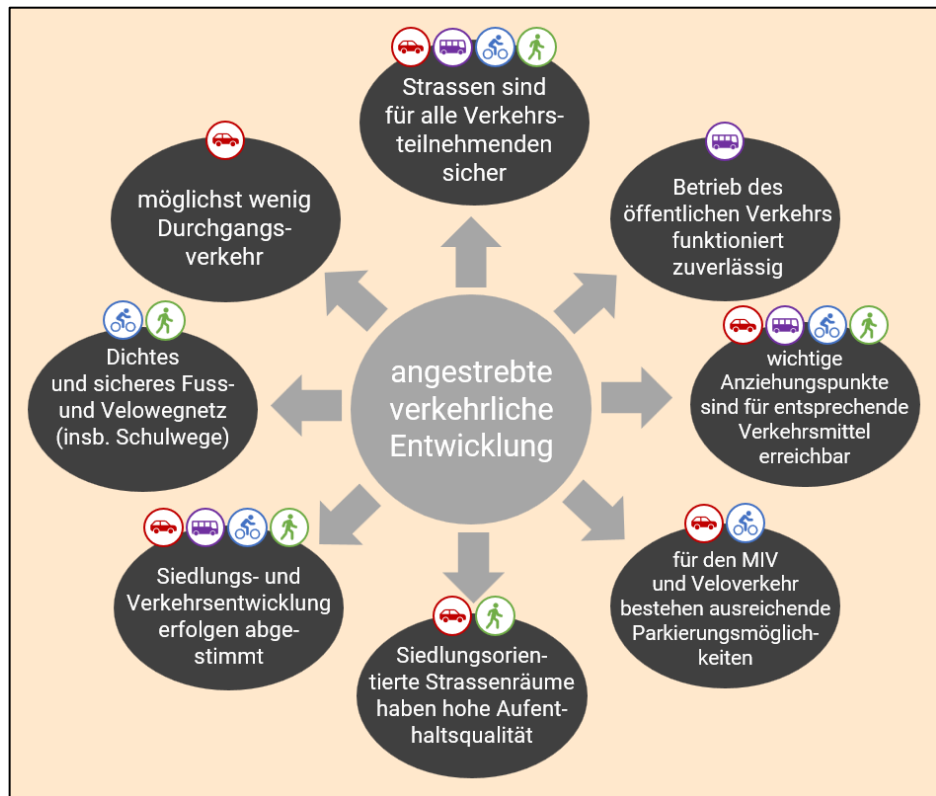 Strassen sind
für alle Verkehrs-
teilnehmenden
sicher
Betrieb des
öffentlichen Verkehrs
funktioniert
zuverlässig
wichtige
Anziehungspunkte
sind für entsprechende
Verkehrsmittel
erreichbar
für den MIV
und Veloverkehr
bestehen ausreichende
Parkierungsmöglich-
keiten
Siedlungsorien-
tierte Strassenräume
haben hohe Aufent-
haltsqualität
Siedlungs- und
Verkehrsentwicklung
erfolgen abge-
stimmt
Dichtes
und sicheres Fuss-
und Velowegnetz
(insb. Schulwege)
möglichst wenig
Durchgangs-
verkehr
angestrebte
verkehrliche
Entwicklung